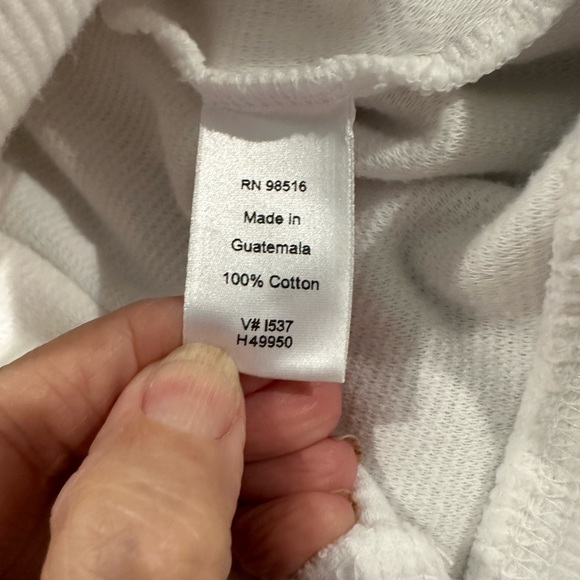 RN 98516
Made in
Guatemala
100% Cotton
V# I537
H49950